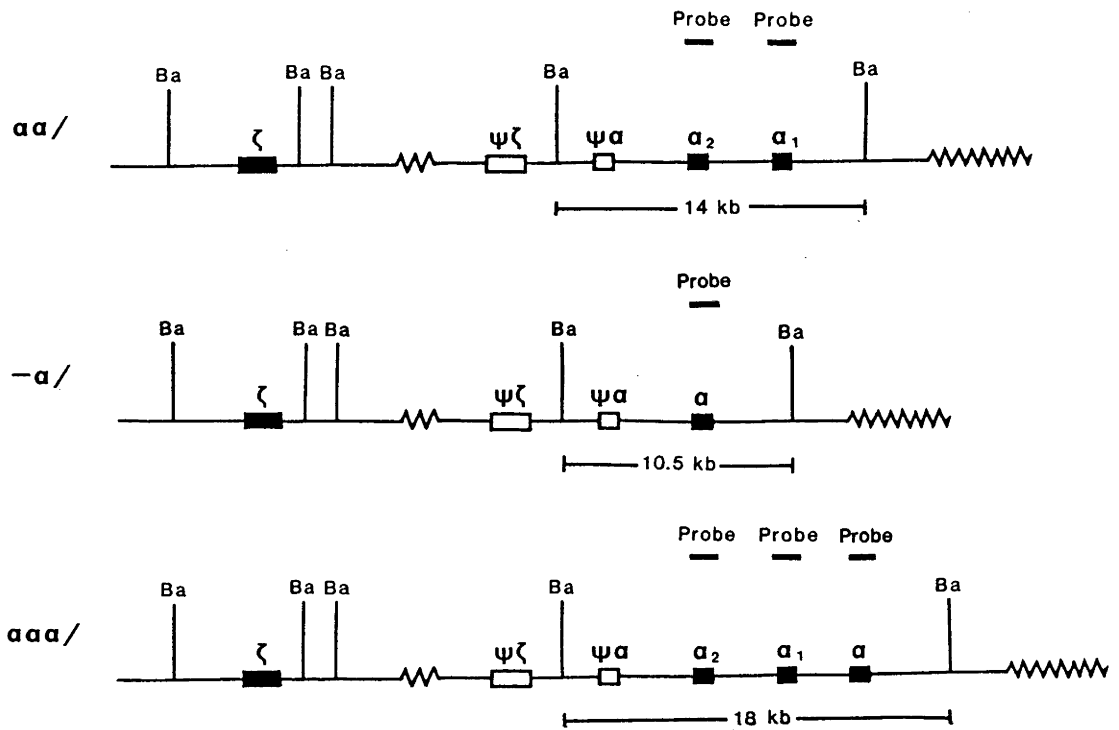 Probe Probe
Ba Ba Ba Ba Ba
αα/ ζ ψζ ψα α₂ α₁
14 kb
Probe
Ba Ba Ba Ba Ba
-α/ ζ ψζ ψα α
10.5 kb
Probe Probe Probe
Ba Ba Ba Ba Ba
ααα/ ζ ψζ ψα α₂ α₁ α
18 kb